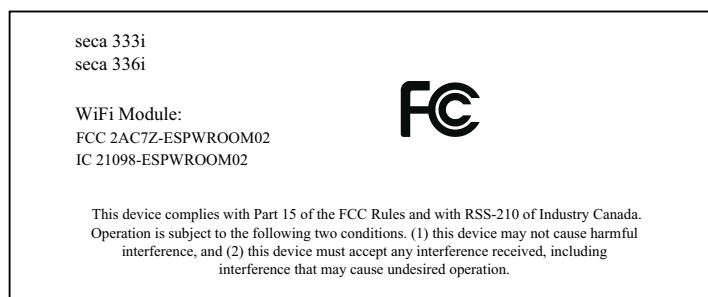 seca 333i
seca 336i
WiFi Module:
FCC 2AC7Z-ESPWROOM02
IC 21098-ESPWROOM02
FC
This device complies with Part 15 of the FCC Rules and with RSS-210 of Industry Canada.
Operation is subject to the following two conditions. (1) this device may not cause harmful
interference, and (2) this device must accept any interference received, including
interference that may cause undesired operation.